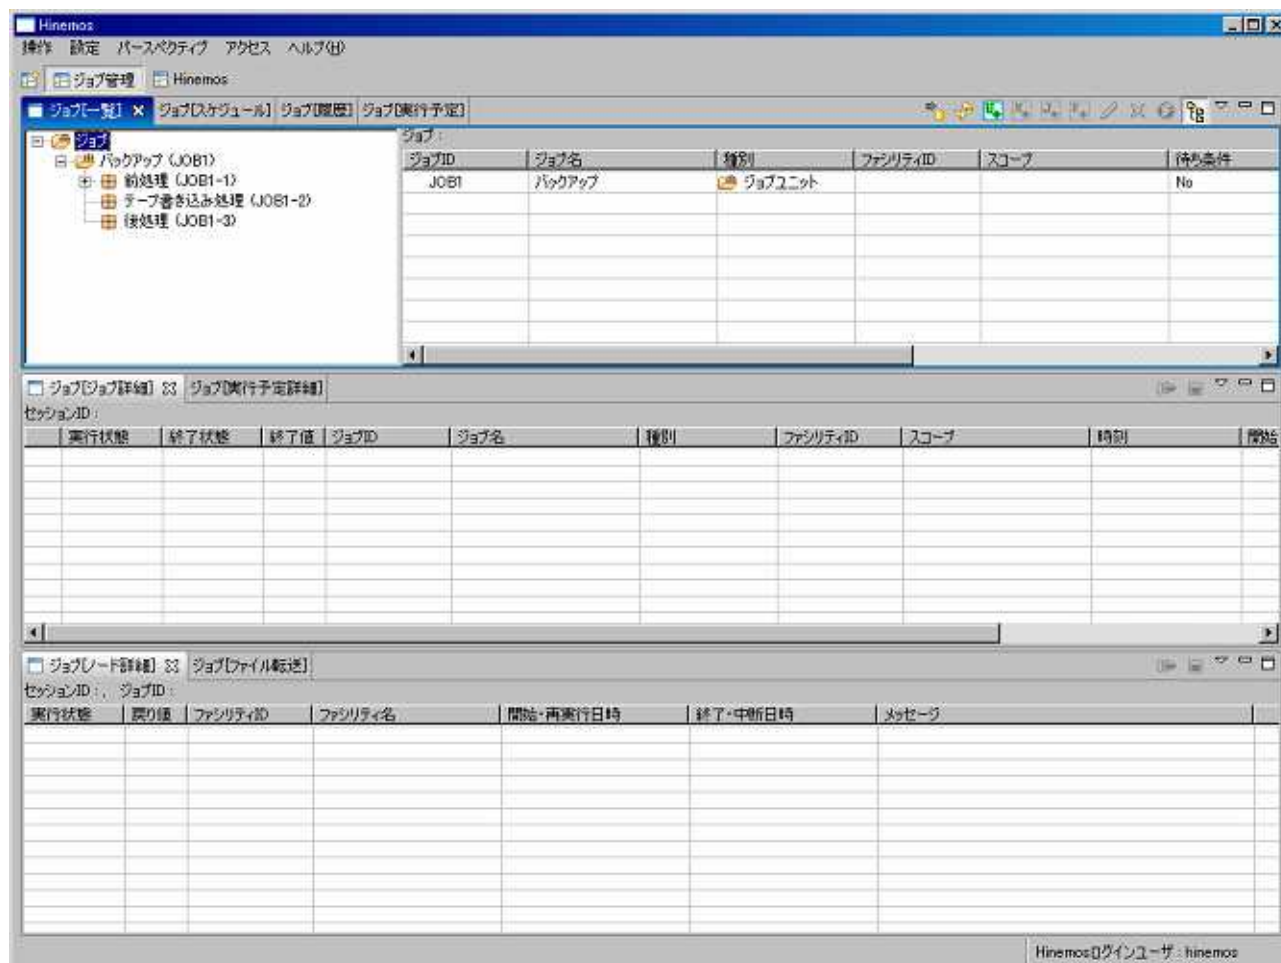 Hinemos
操作 設定 パースペクティブ アクセス ヘルプ(H)
ジョブ管理 Hinemos
ジョブ[一覧] ジョブ[スケジュール] ジョブ[履歴] ジョブ[実行予定]
ジョブ
バックアップ (JOB1)
前処理 (JOB1-1)
テープ書き込み処理 (JOB1-2)
後処理 (JOB1-3)
ジョブ :
ジョブID ジョブ名 種別 ファシリティID スコープ 待ち条件
JOB1 バックアップ ジョブユニット No
ジョブ[ジョブ詳細] ジョブ[実行予定詳細]
セッションID :
実行状態 終了状態 終了値 ジョブID ジョブ名 種別 ファシリティID スコープ 時刻 開始
ジョブ[ノード詳細] ジョブ[ファイル転送]
セッションID : , ジョブID :
実行状態 戻り値 ファシリティID ファシリティ名 開始・再実行日時 終了・中断日時 メッセージ
Hinemosログインユーザ : hinemos